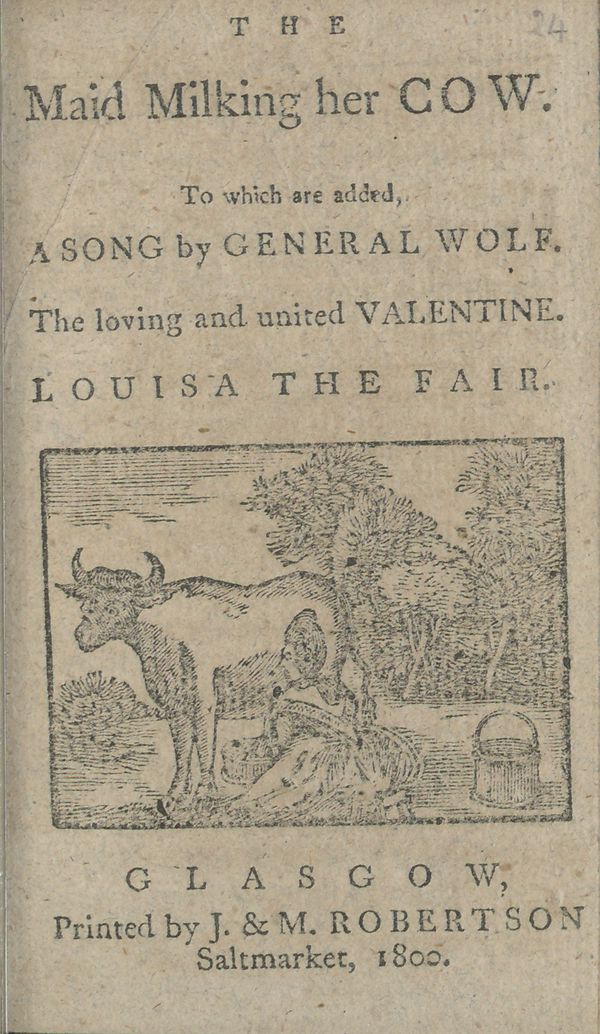 THE
24
Maid Milking her COW.
To which are added,
A SONG by GENERAL WOLF.
The loving and united VALENTINE.
LOUISA THE FAIR.
GLASGOW,
Printed by J. & M. ROBERTSON
Saltmarket, 1800.